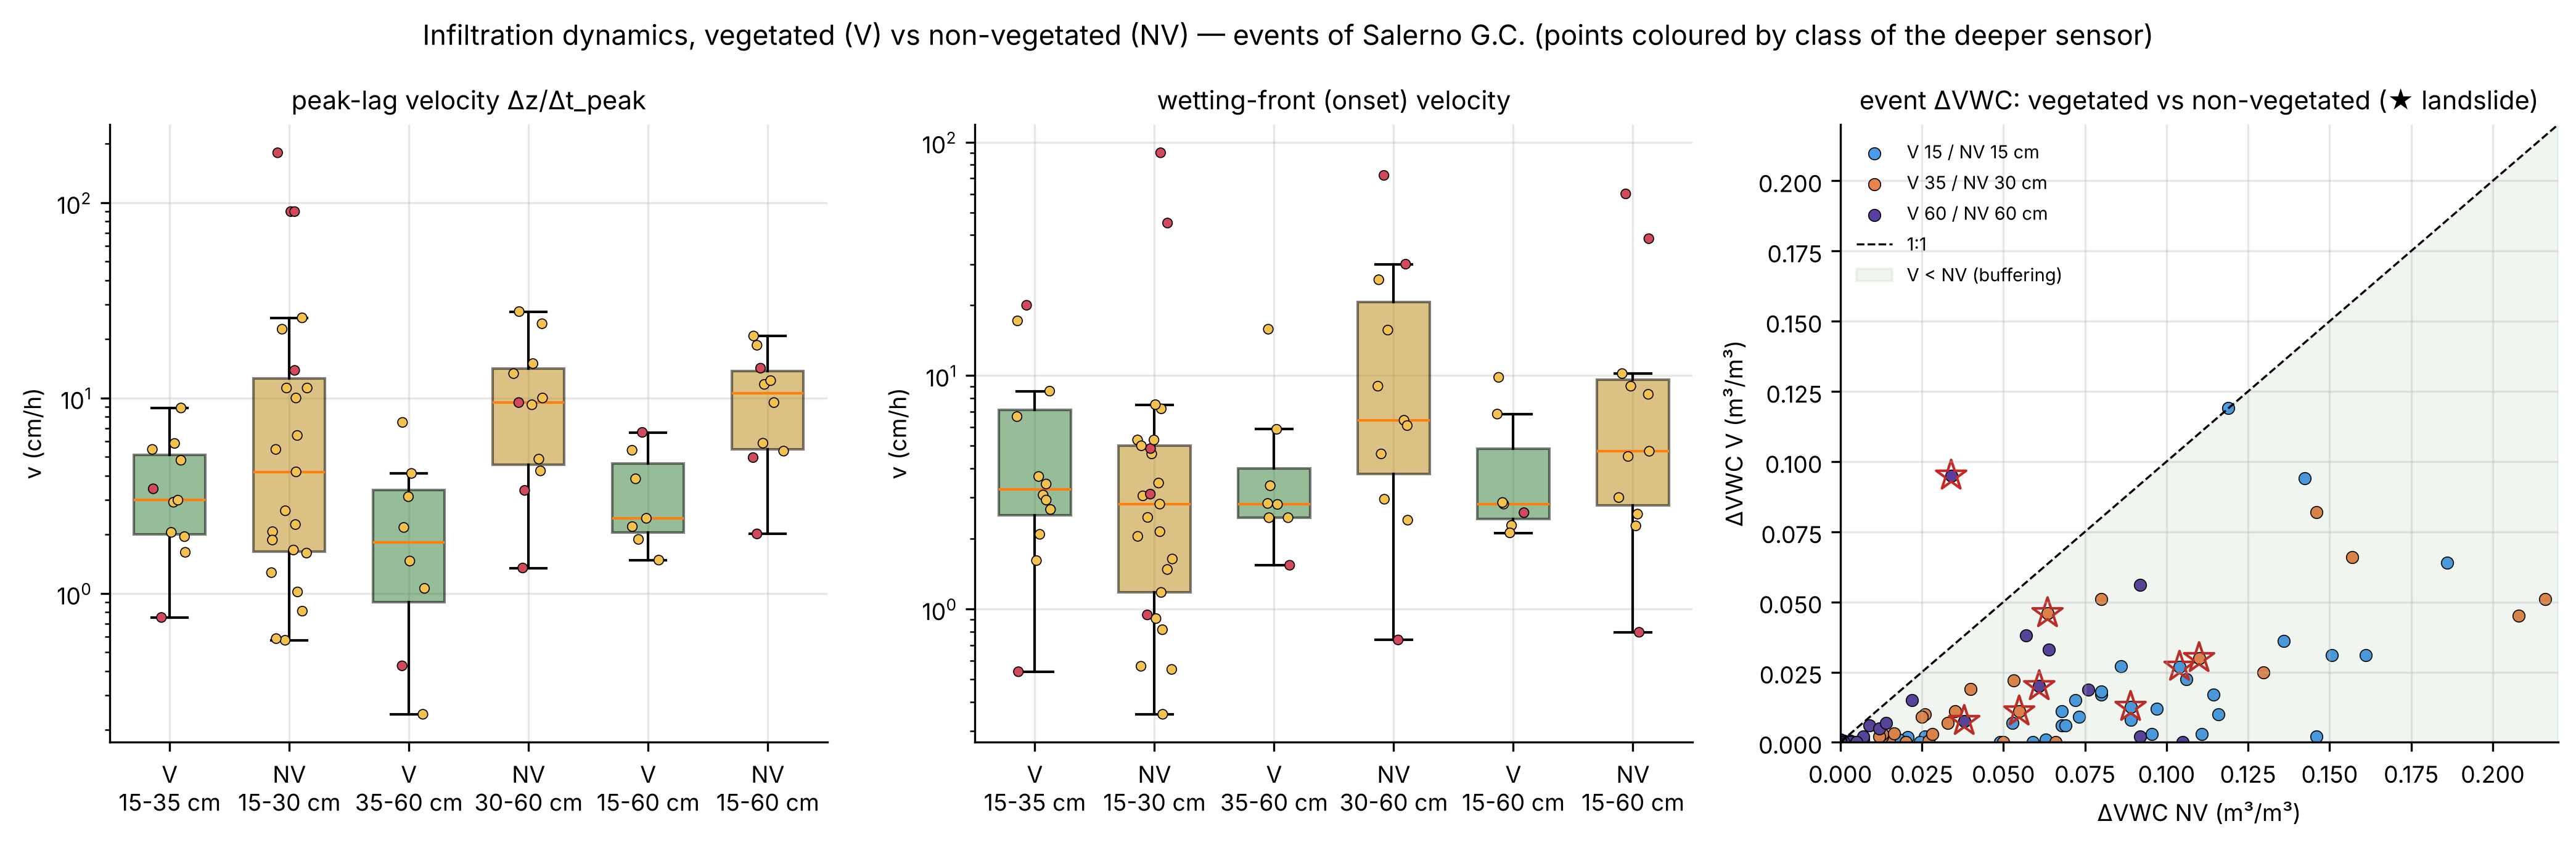 Infiltration dynamics, vegetated (V) vs non-vegetated (NV) — events of Salerno G.C. (points coloured by class of the deeper sensor)
peak-lag velocity Δz/Δt_peak
v (cm/h)
10²
10¹
10⁰
V NV V NV V NV
15-35 cm 15-30 cm 35-60 cm 30-60 cm 15-60 cm 15-60 cm
wetting-front (onset) velocity
v (cm/h)
10²
10¹
10⁰
V NV V NV V NV
15-35 cm 15-30 cm 35-60 cm 30-60 cm 15-60 cm 15-60 cm
event ΔVWC: vegetated vs non-vegetated (★ landslide)
V 15 / NV 15 cm
V 35 / NV 30 cm
V 60 / NV 60 cm
1:1
V < NV (buffering)
ΔVWC V (m³/m³)
0.200
0.175
0.150
0.125
0.100
0.075
0.050
0.025
0.000
0.000 0.025 0.050 0.075 0.100 0.125 0.150 0.175 0.200
ΔVWC NV (m³/m³)